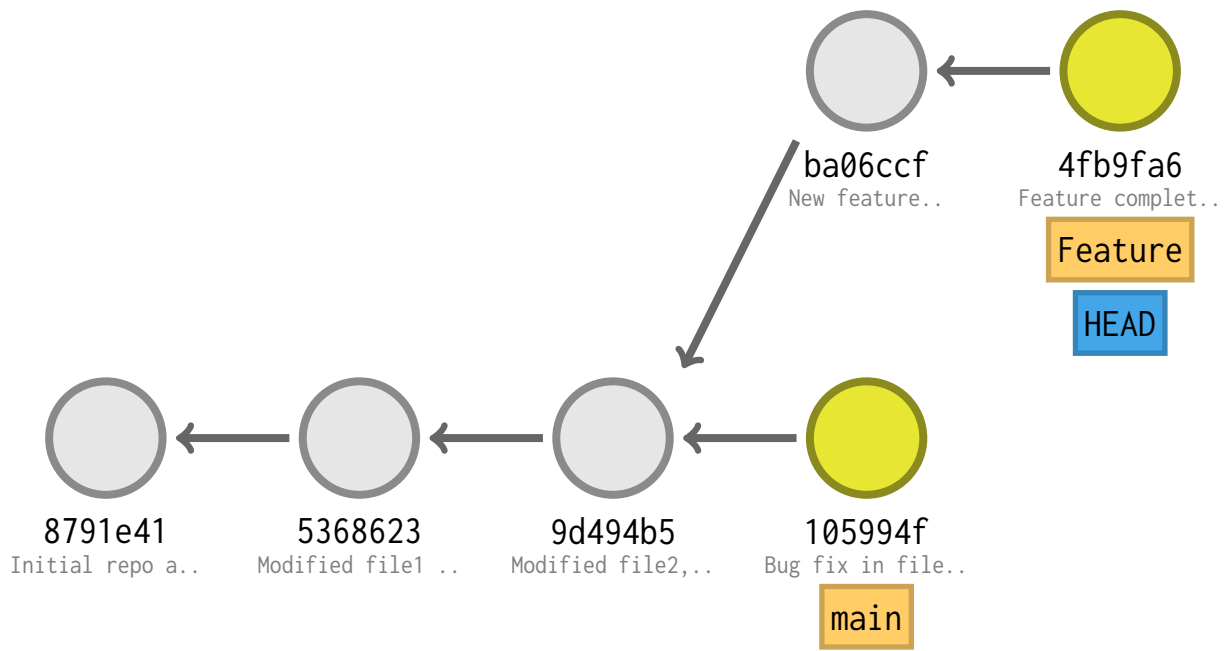 ba06ccf
New feature..
4fb9fa6
Feature complet..
Feature
HEAD
8791e41
Initial repo a..
5368623
Modified file1 ..
9d494b5
Modified file2,..
105994f
Bug fix in file..
main